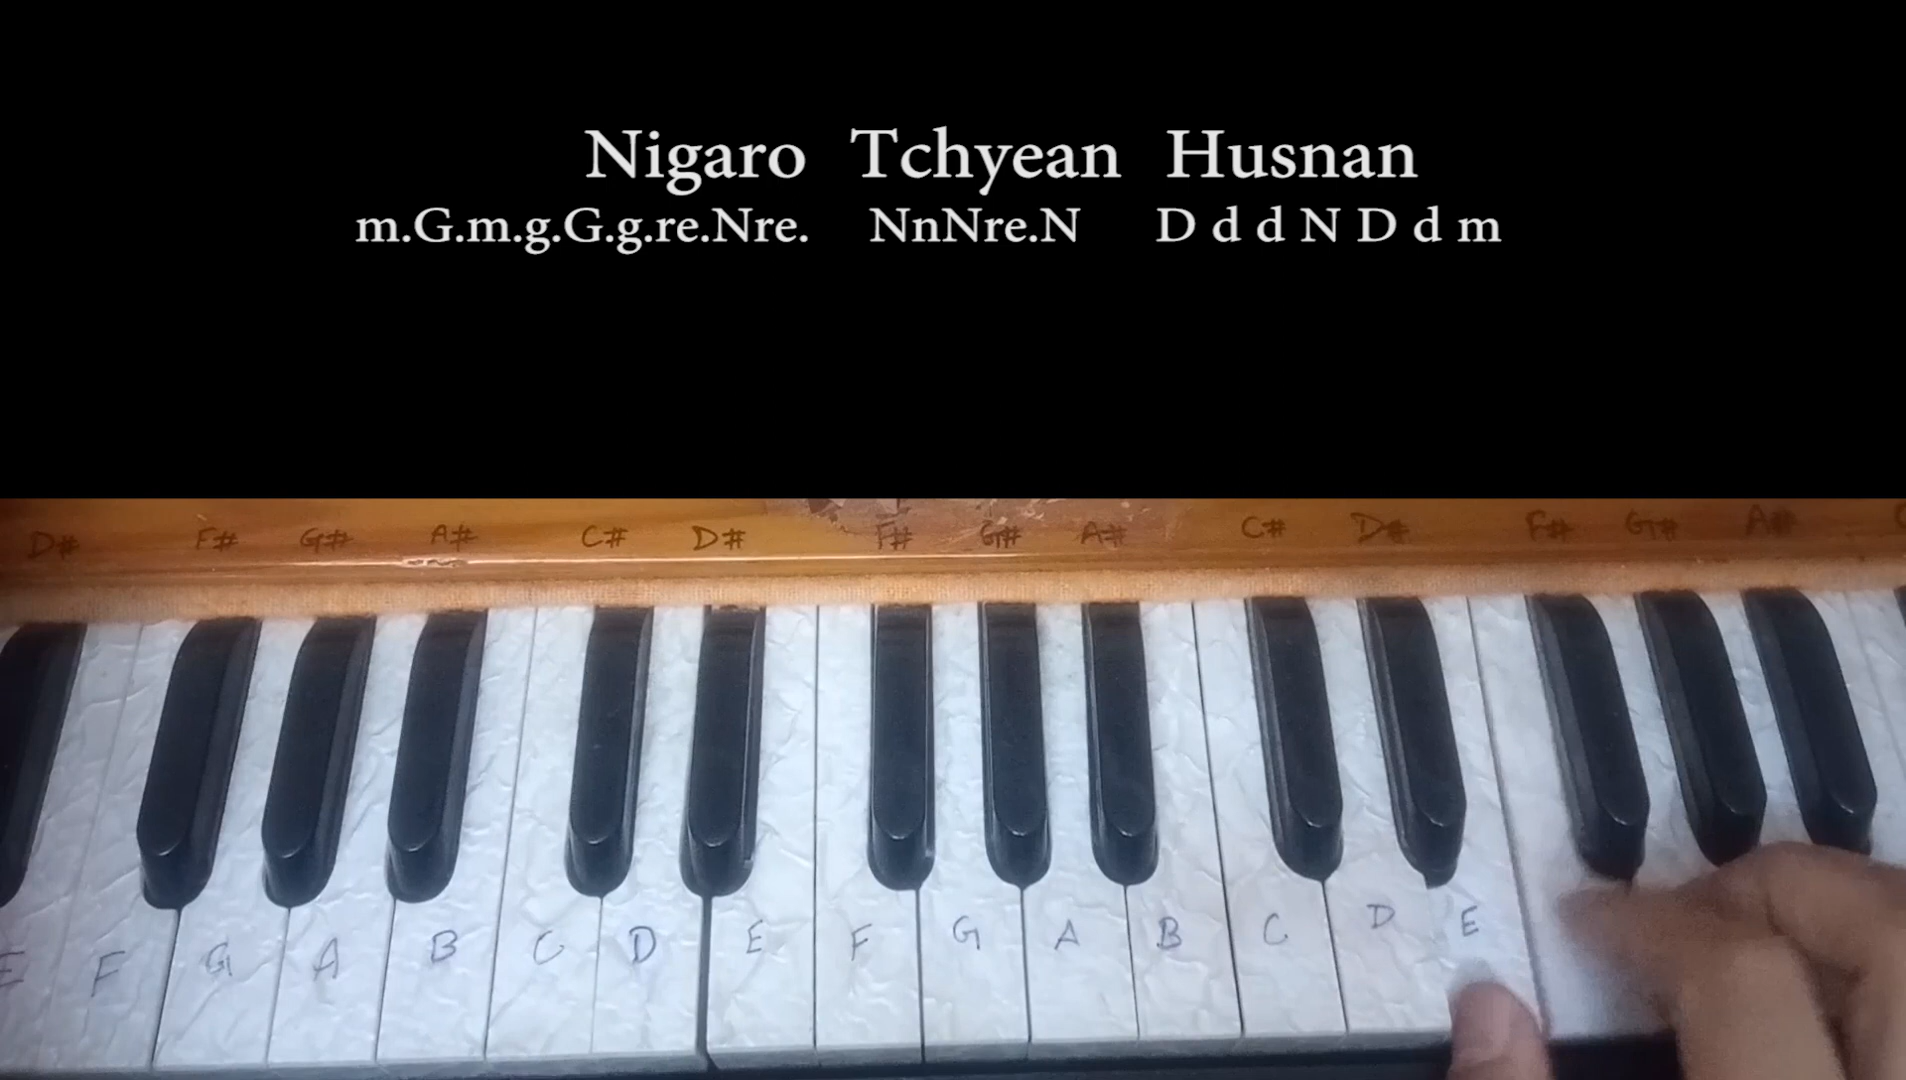 Nigaro Tchyean Husnan
m.G.m.g.G.g.re.Nre. NnNre.N D d d N D d m
D# F# G# A# C# D# F# G# A# C# D# F# G# A# C
E F G A B C D E F G A B C D E